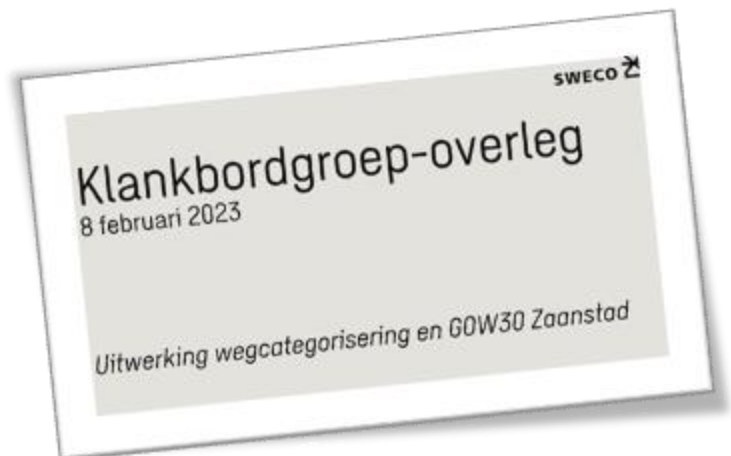 SWECO
Klankbordgroep-overleg
8 februari 2023
Uitwerking wegcategorisering en GOW30 Zaanstad